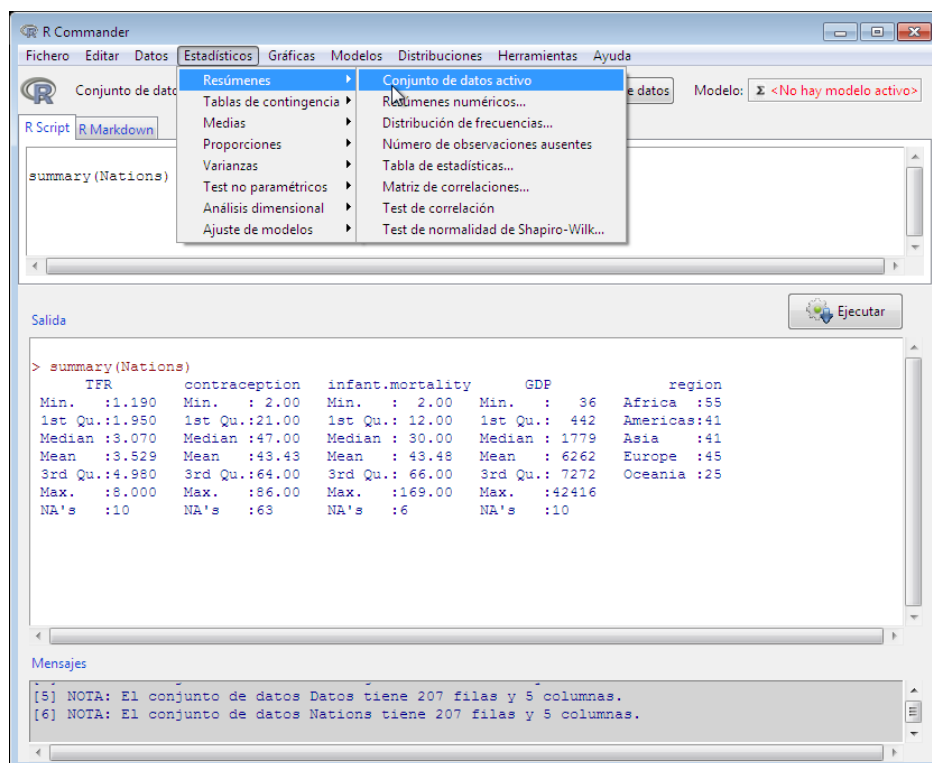 R Commander
Fichero Editar Datos Estadísticos Gráficas Modelos Distribuciones Herramientas Ayuda
Conjunto de dato e datos Modelo: Σ <No hay modelo activo>
Resúmenes
Tablas de contingencia
Medias
Proporciones
Varianzas
Test no paramétricos
Análisis dimensional
Ajuste de modelos
Conjunto de datos activo
Resúmenes numéricos...
Distribución de frecuencias...
Número de observaciones ausentes
Tabla de estadísticas...
Matriz de correlaciones...
Test de correlación
Test de normalidad de Shapiro-Wilk...
R Script R Markdown
summary(Nations)
Ejecutar
Salida
> summary(Nations)
TFR contraception infant.mortality GDP region
Min. :1.190 Min. : 2.00 Min. : 2.00 Min. : 36 Africa :55
1st Qu.:1.950 1st Qu.:21.00 1st Qu.: 12.00 1st Qu.: 442 Americas:41
Median :3.070 Median :47.00 Median : 30.00 Median : 1779 Asia :41
Mean :3.529 Mean :43.43 Mean : 43.48 Mean : 6262 Europe :45
3rd Qu.:4.980 3rd Qu.:64.00 3rd Qu.: 66.00 3rd Qu.: 7272 Oceania :25
Max. :8.000 Max. :86.00 Max. :169.00 Max. :42416
NA's :10 NA's :63 NA's :6 NA's :10
Mensajes
[5] NOTA: El conjunto de datos Datos tiene 207 filas y 5 columnas.
[6] NOTA: El conjunto de datos Nations tiene 207 filas y 5 columnas.